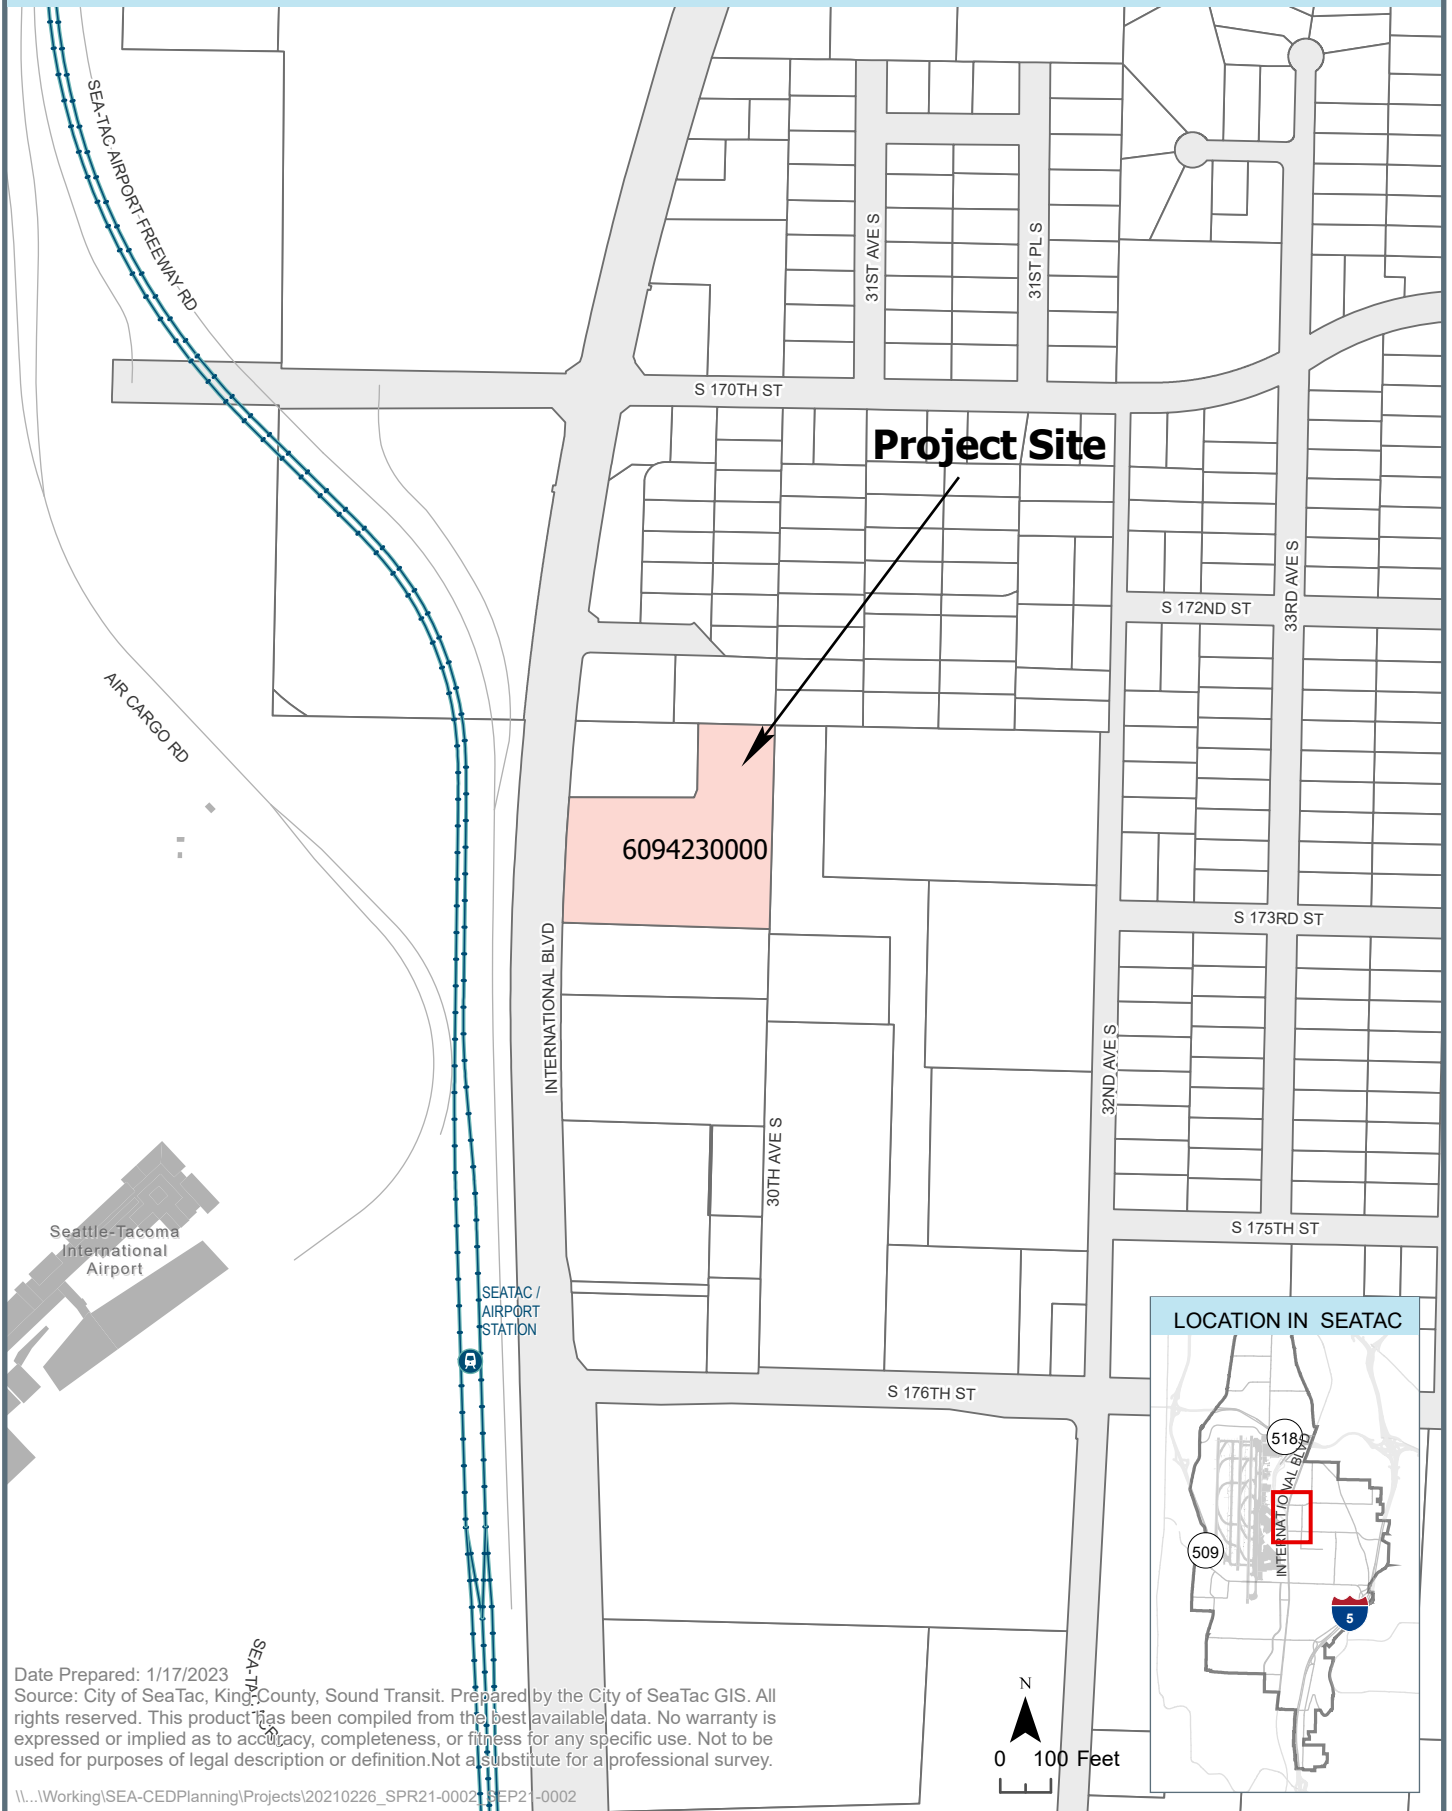 SEA-TAC AIRPORT FREEWAY RD
31ST AVE S
31ST PL S
S 170TH ST
Project Site
33RD AVE S
S 172ND ST
AIR CARGO RD
6094230000
S 173RD ST
INTERNATIONAL BLVD
32ND AVE S
30TH AVE S
Seattle-Tacoma
International
Airport
S 175TH ST
SEATAC /
AIRPORT
STATION
S 176TH ST
LOCATION IN SEATAC
518
INTERNATIONAL BLVD
509
5
Date Prepared: 1/17/2023
Source: City of SeaTac, King County, Sound Transit. Prepared by the City of SeaTac GIS. All
rights reserved. This product has been compiled from the best available data. No warranty is
expressed or implied as to accuracy, completeness, or fitness for any specific use. Not to be
used for purposes of legal description or definition.Not a substitute for a professional survey.
\\...\Working\SEA-CEDPlanning\Projects\20210226_SPR21-0002_SEP21-0002
N
0 100 Feet